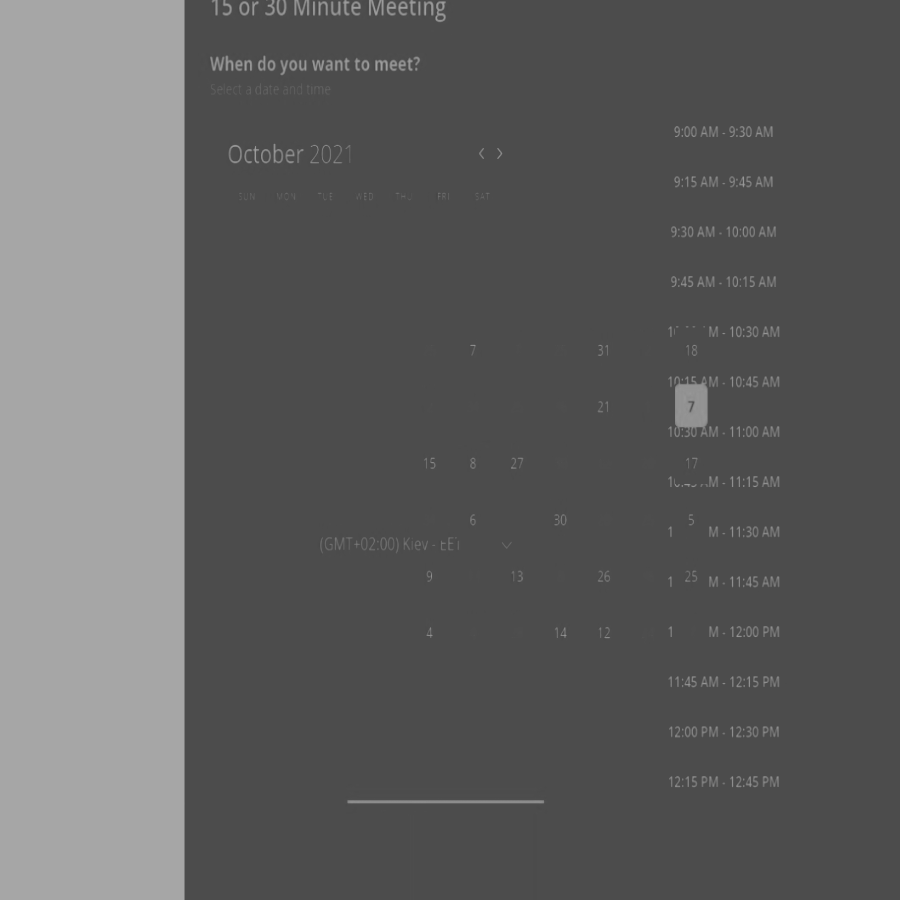 15 or 30 Minute Meeting
When do you want to meet?
Select a date and time
October 2021
SUN MON TUE WED THU FRI SAT
7 31 18
21 7
15 8 27 17
6 30 5
9 13 26 25
4 14 12
(GMT+02:00) Kiev - EET
9:00 AM - 9:30 AM
9:15 AM - 9:45 AM
9:30 AM - 10:00 AM
9:45 AM - 10:15 AM
M - 10:30 AM
10:15 AM - 10:45 AM
10:30 AM - 11:00 AM
10:45 AM - 11:15 AM
1 M - 11:30 AM
1 M - 11:45 AM
1 M - 12:00 PM
11:45 AM - 12:15 PM
12:00 PM - 12:30 PM
12:15 PM - 12:45 PM